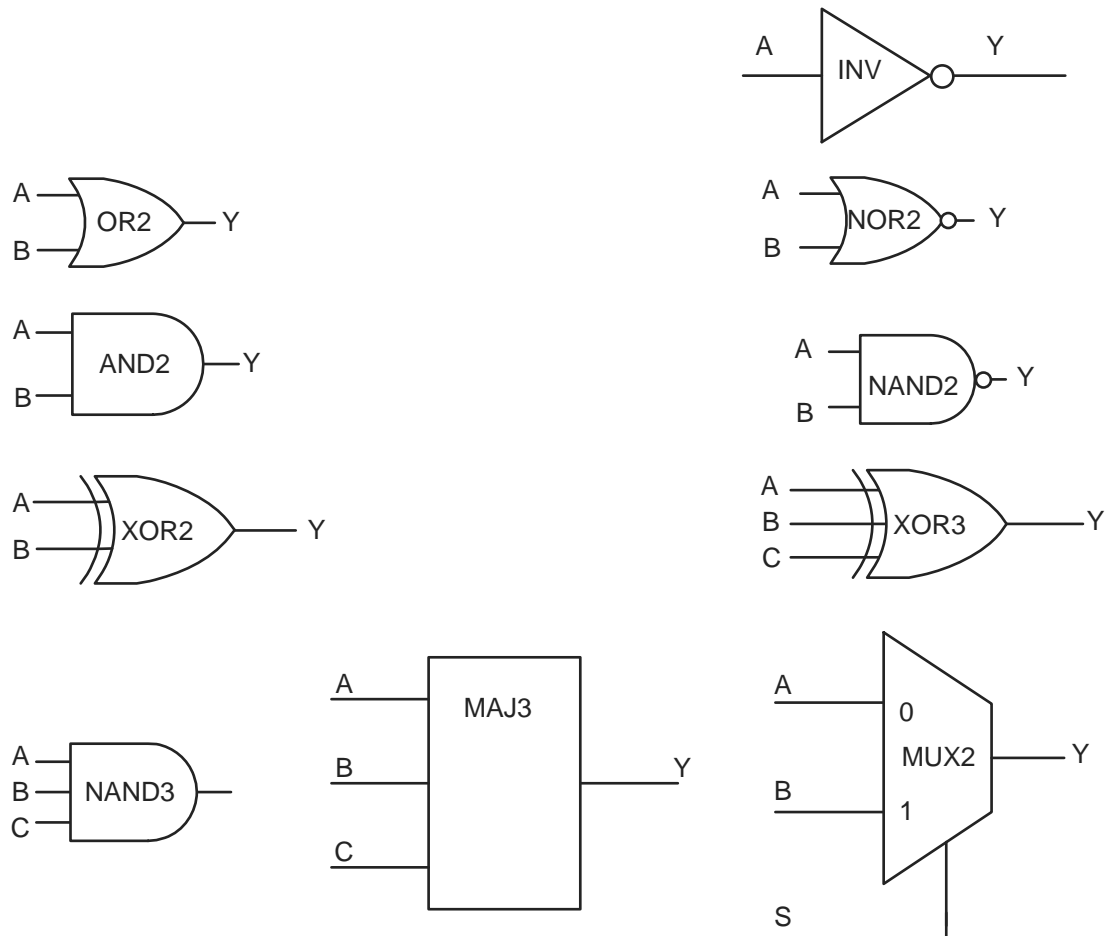 A INV Y
A OR2 Y
B
A NOR2 Y
B
A AND2 Y
B
A NAND2 Y
B
A XOR2 Y
B
A XOR3 Y
B
C
A NAND3
B
C
A MAJ3
B Y
C
A 0
MUX2 Y
B 1
S